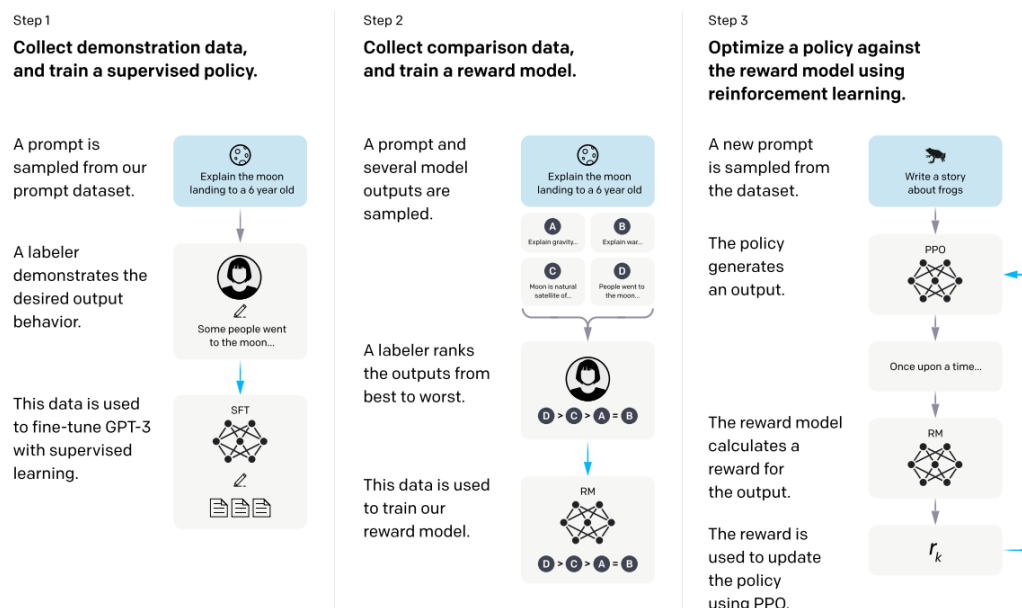 Step 1
Collect demonstration data,
and train a supervised policy.
A prompt is
sampled from our
prompt dataset.
Explain the moon
landing to a 6 year old
A labeler
demonstrates the
desired output
behavior.
Some people went
to the moon...
This data is used
to fine-tune GPT-3
with supervised
learning.
SFT
Step 2
Collect comparison data,
and train a reward model.
A prompt and
several model
outputs are
sampled.
Explain the moon
landing to a 6 year old
A
Explain gravity...
B
Explain war...
C
Moon is natural
satellite of...
D
People went to
the moon...
A labeler ranks
the outputs from
best to worst.
D > C > A = B
This data is used
to train our
reward model.
RM
D > C > A = B
Step 3
Optimize a policy against
the reward model using
reinforcement learning.
A new prompt
is sampled from
the dataset.
Write a story
about frogs
The policy
generates
an output.
PPO
Once upon a time...
The reward model
calculates a
reward for
the output.
RM
The reward is
used to update
the policy
using PPO.
rk